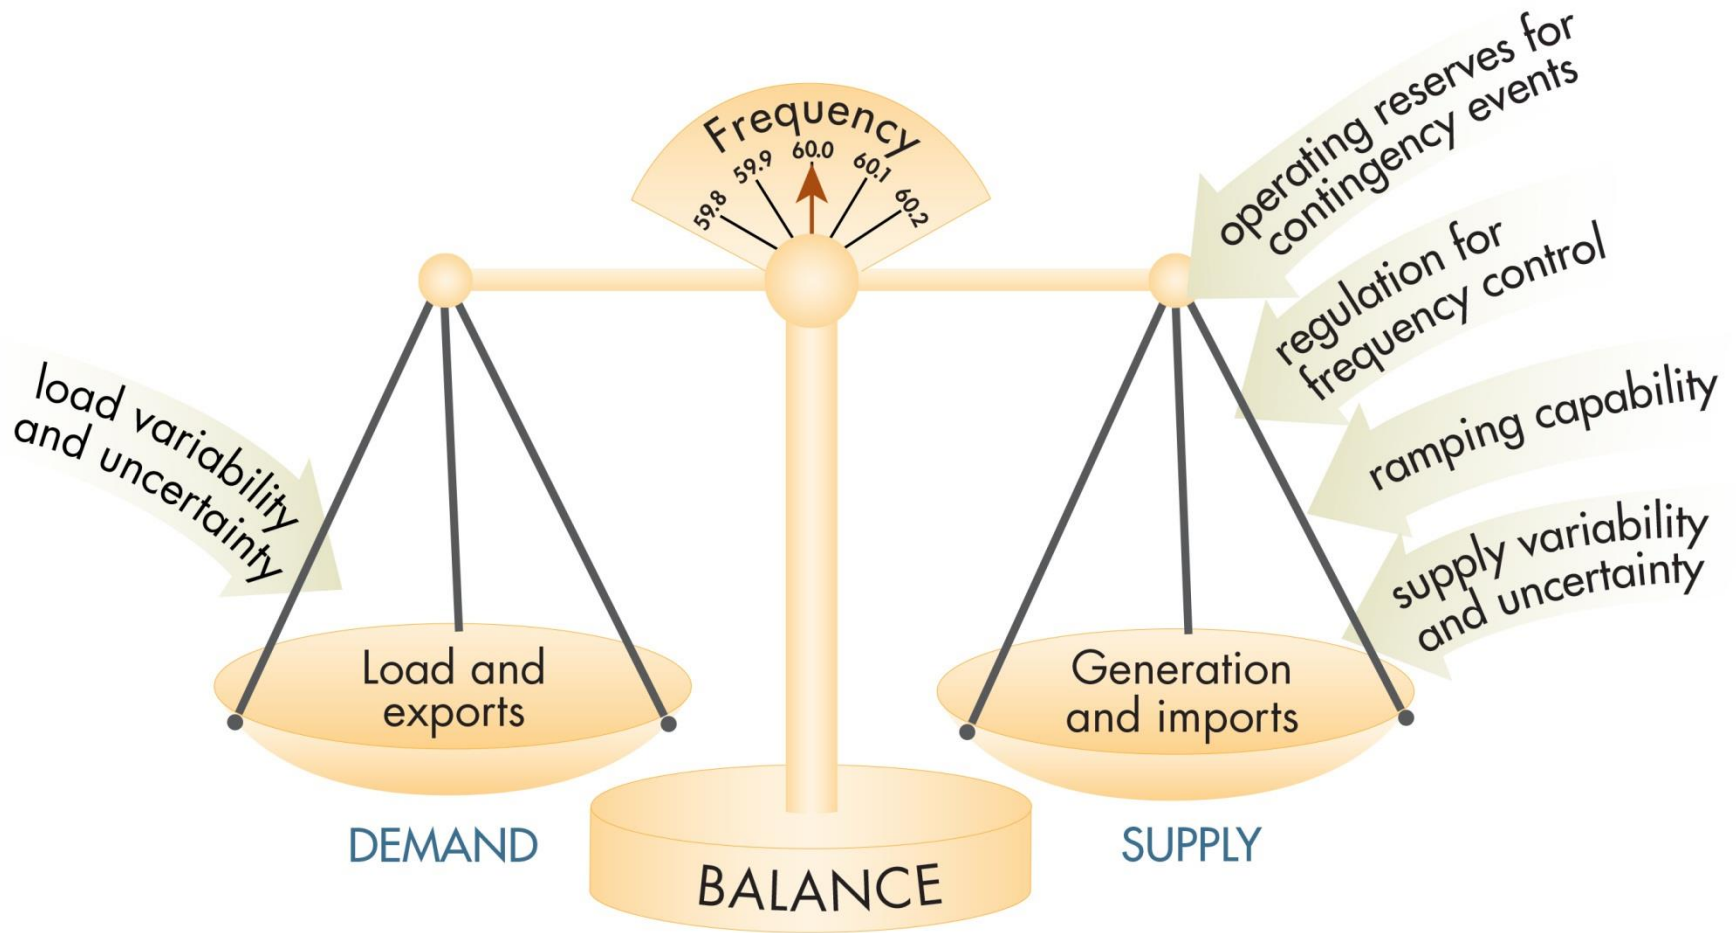 Frequency
59.8
59.9
60.0
60.1
60.2
operating reserves for
contingency events
regulation for
frequency control
ramping capability
supply variability
and uncertainty
load variability
and uncertainty
Load and
exports
Generation
and imports
DEMAND
SUPPLY
BALANCE